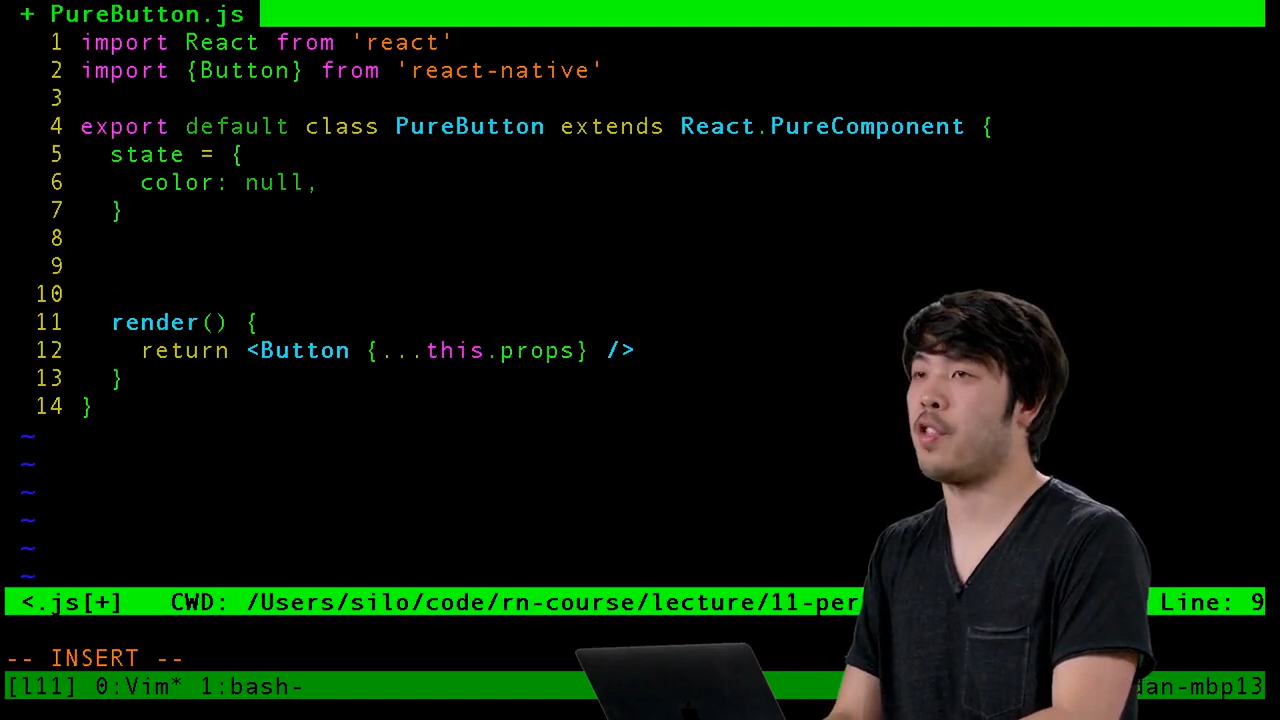 + PureButton.js
1 import React from 'react'
2 import {Button} from 'react-native'
3
4 export default class PureButton extends React.PureComponent {
5   state = {
6     color: null,
7   }
8
9
10
11   render() {
12     return <Button {...this.props} />
13   }
14 }
~
~
~
~
~
~
<.js[+]   CWD: /Users/silo/code/rn-course/lecture/11-per Line: 9
-- INSERT --
[l11] 0:Vim* 1:bash- dan-mbp13